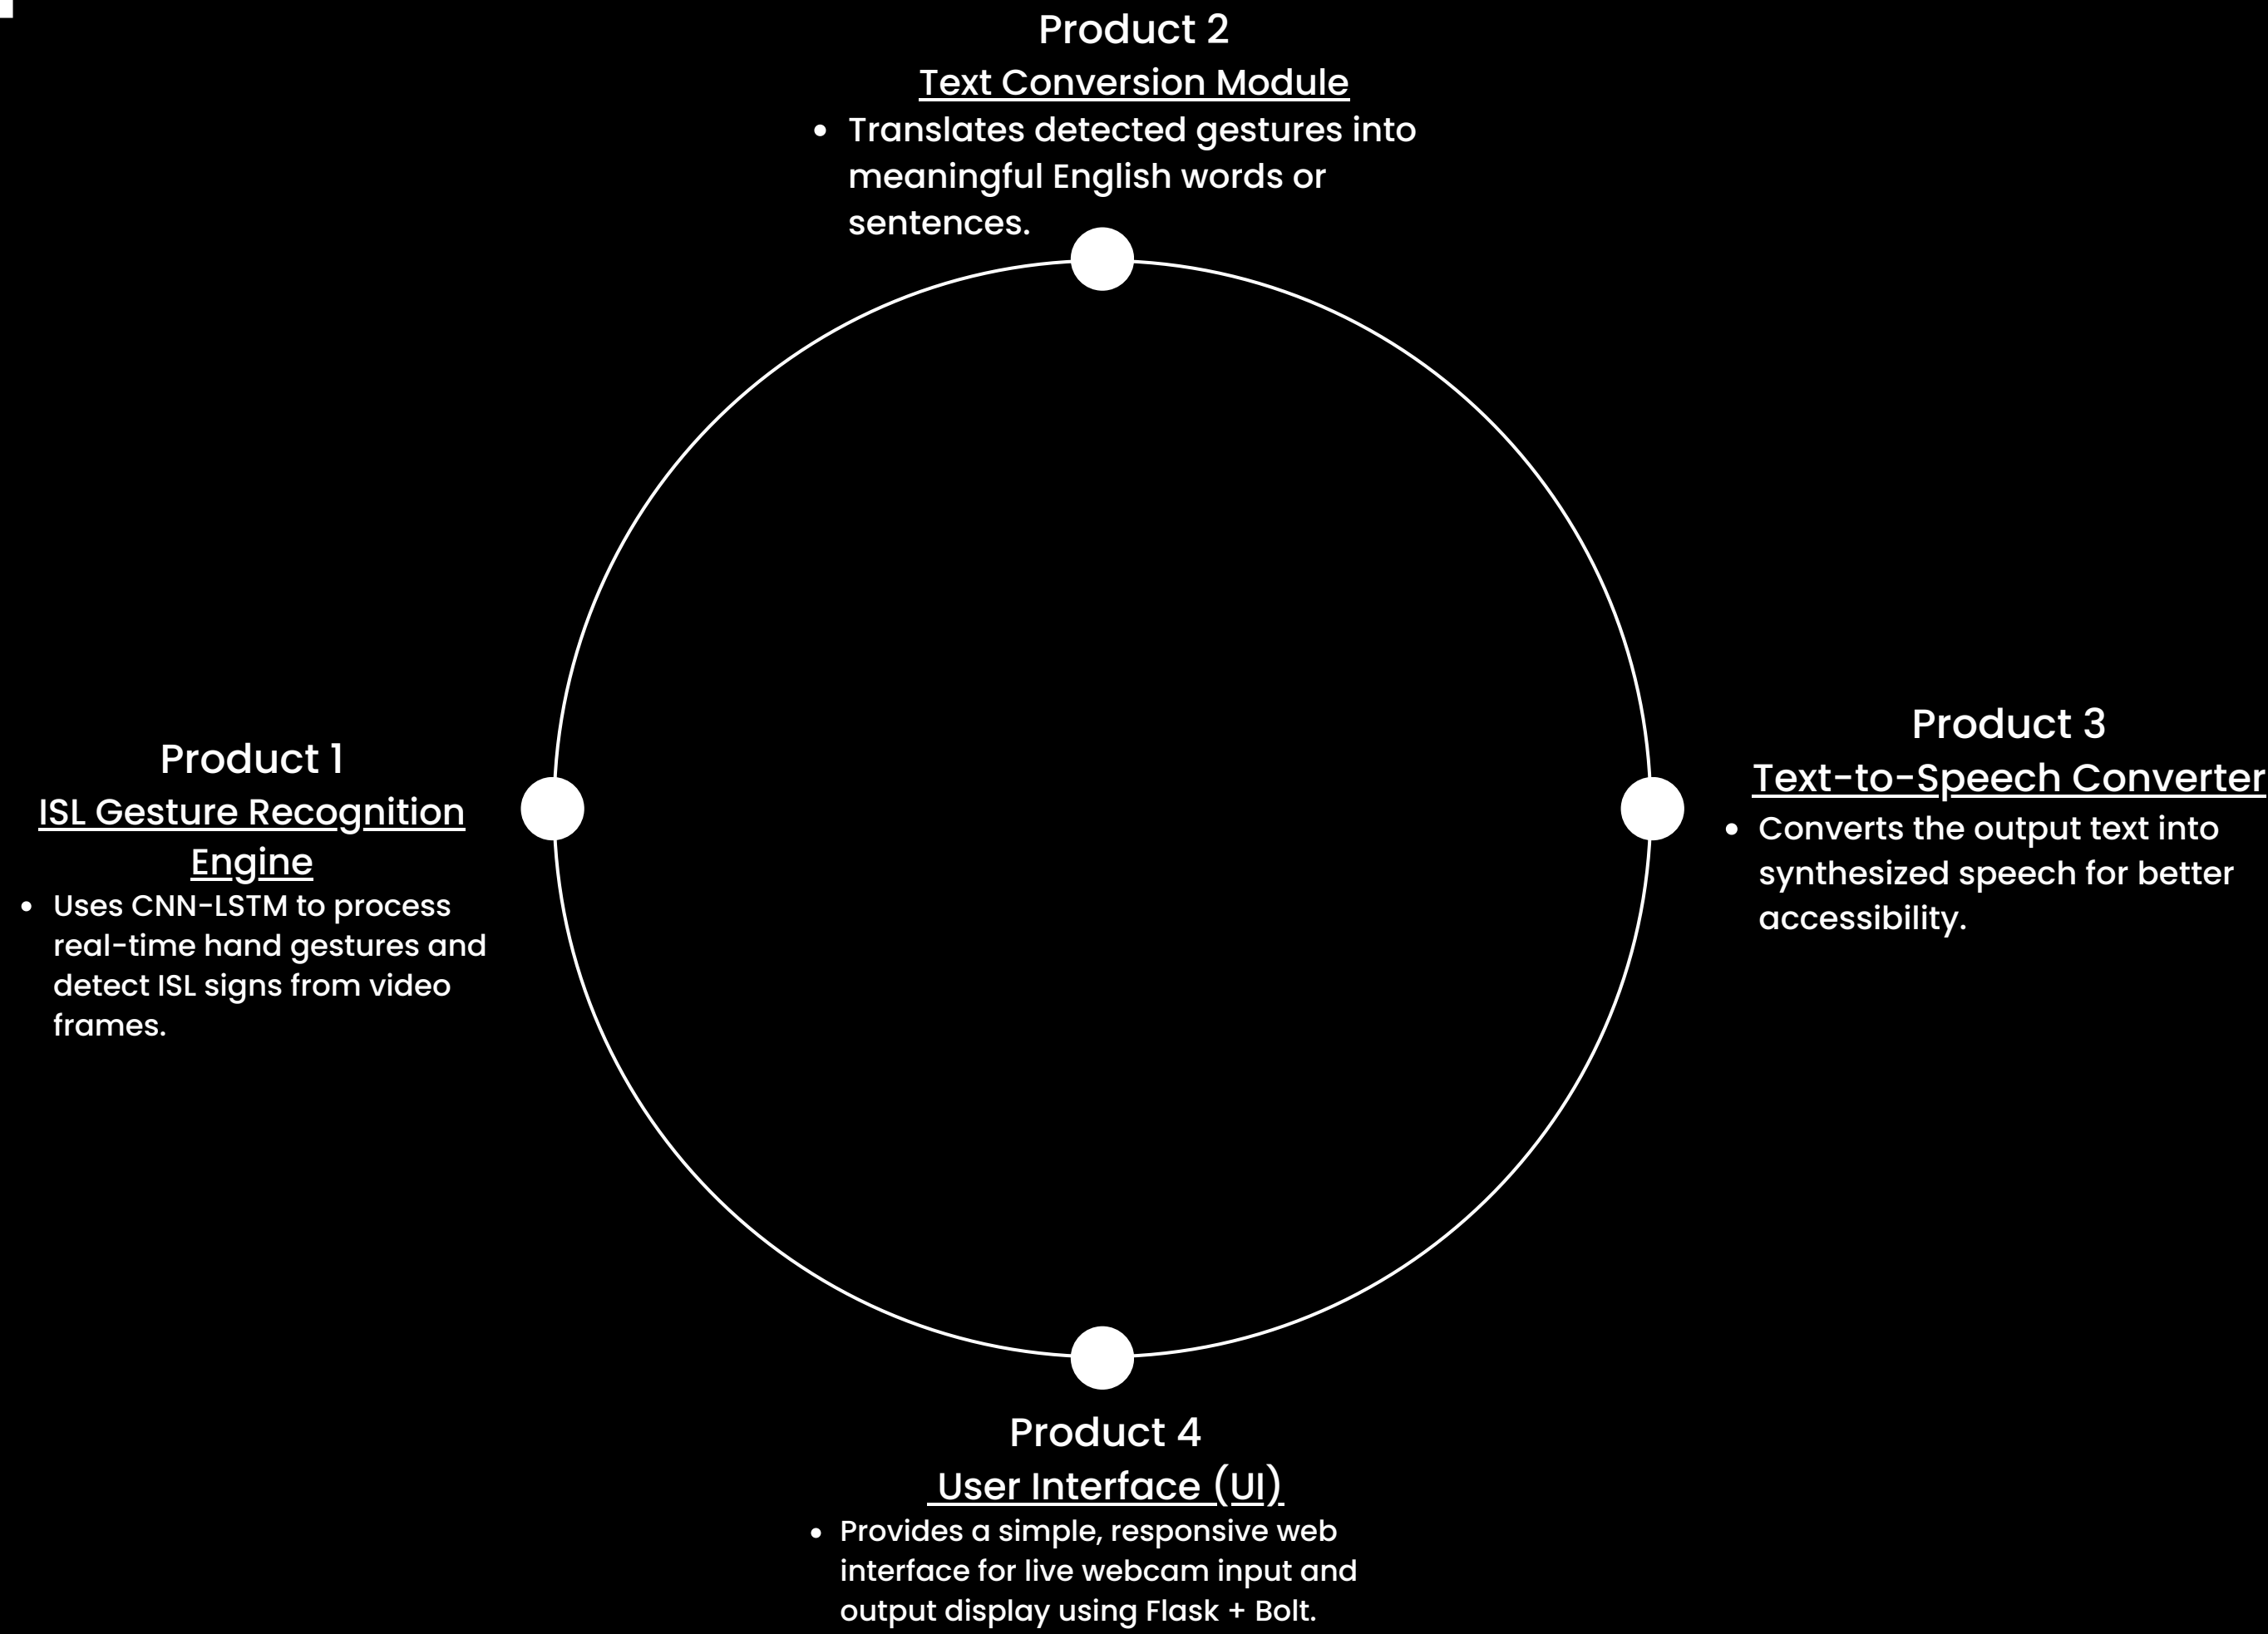 Product 2
Text Conversion Module
• Translates detected gestures into
meaningful English words or
sentences.
Product 1
ISL Gesture Recognition
Engine
• Uses CNN-LSTM to process
real-time hand gestures and
detect ISL signs from video
frames.
Product 3
Text-to-Speech Converter
• Converts the output text into
synthesized speech for better
accessibility.
Product 4
User Interface (UI)
• Provides a simple, responsive web
interface for live webcam input and
output display using Flask + Bolt.